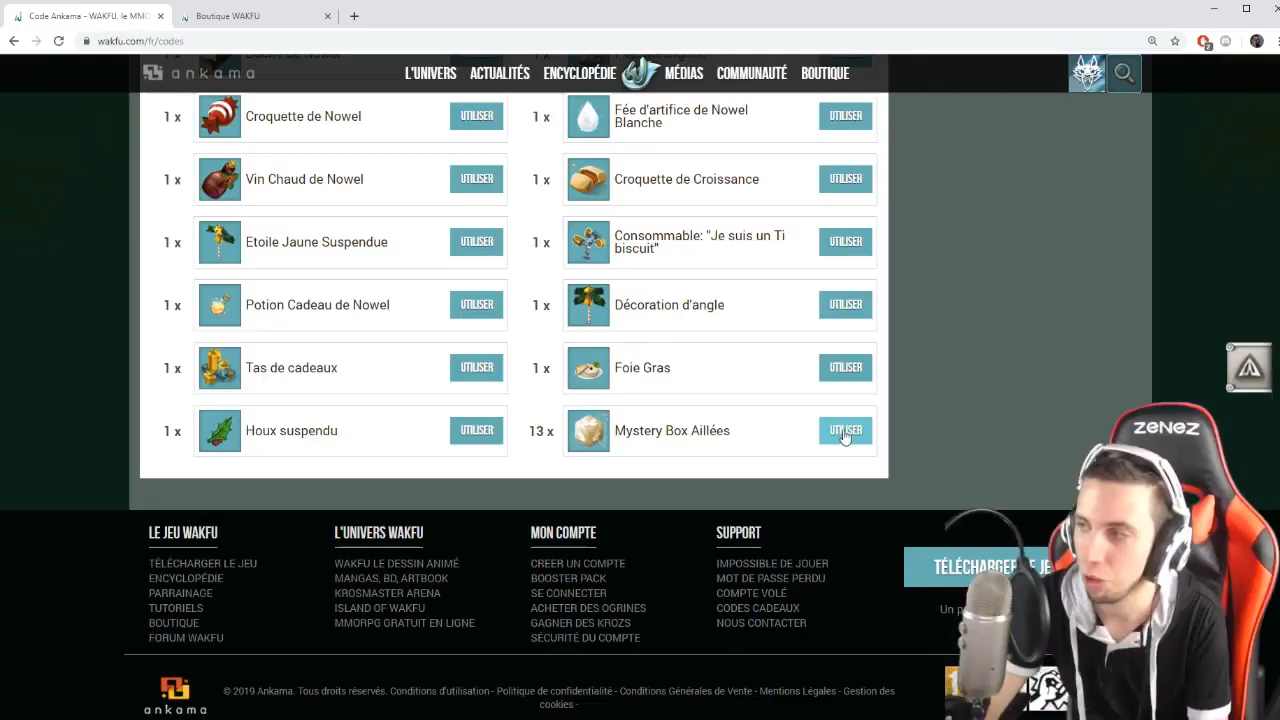 Code Ankama - WAKFU, le MMO
Boutique WAKFU
wakfu.com/fr/codes
2
ankama
L'UNIVERS
ACTUALITÉS
ENCYCLOPÉDIE
MÉDIAS
COMMUNAUTÉ
BOUTIQUE
1 x Croquette de Nowel UTILISER
1 x Fée d'artifice de Nowel
Blanche UTILISER
1 x Vin Chaud de Nowel UTILISER
1 x Croquette de Croissance UTILISER
1 x Etoile Jaune Suspendue UTILISER
1 x Consommable: "Je suis un Ti
biscuit" UTILISER
1 x Potion Cadeau de Nowel UTILISER
1 x Décoration d'angle UTILISER
1 x Tas de cadeaux UTILISER
1 x Foie Gras UTILISER
1 x Houx suspendu UTILISER
13 x Mystery Box Aillées UTILISER
ZENEZ
LE JEU WAKFU
TÉLÉCHARGER LE JEU
ENCYCLOPÉDIE
PARRAINAGE
TUTORIELS
BOUTIQUE
FORUM WAKFU
L'UNIVERS WAKFU
WAKFU LE DESSIN ANIMÉ
MANGAS, BD, ARTBOOK
KROSMASTER ARENA
ISLAND OF WAKFU
MMORPG GRATUIT EN LIGNE
MON COMPTE
CREER UN COMPTE
BOOSTER PACK
SE CONNECTER
ACHETER DES OGRINES
GAGNER DES KROZS
SÉCURITÉ DU COMPTE
SUPPORT
IMPOSSIBLE DE JOUER
MOT DE PASSE PERDU
COMPTE VOLÉ
CODES CADEAUX
NOUS CONTACTER
TÉLÉCHARGER LE JE
Un p
ankama
© 2019 Ankama. Tous droits réservés. Conditions d'utilisation - Politique de confidentialité - Conditions Générales de Vente - Mentions Légales - Gestion des
cookies -